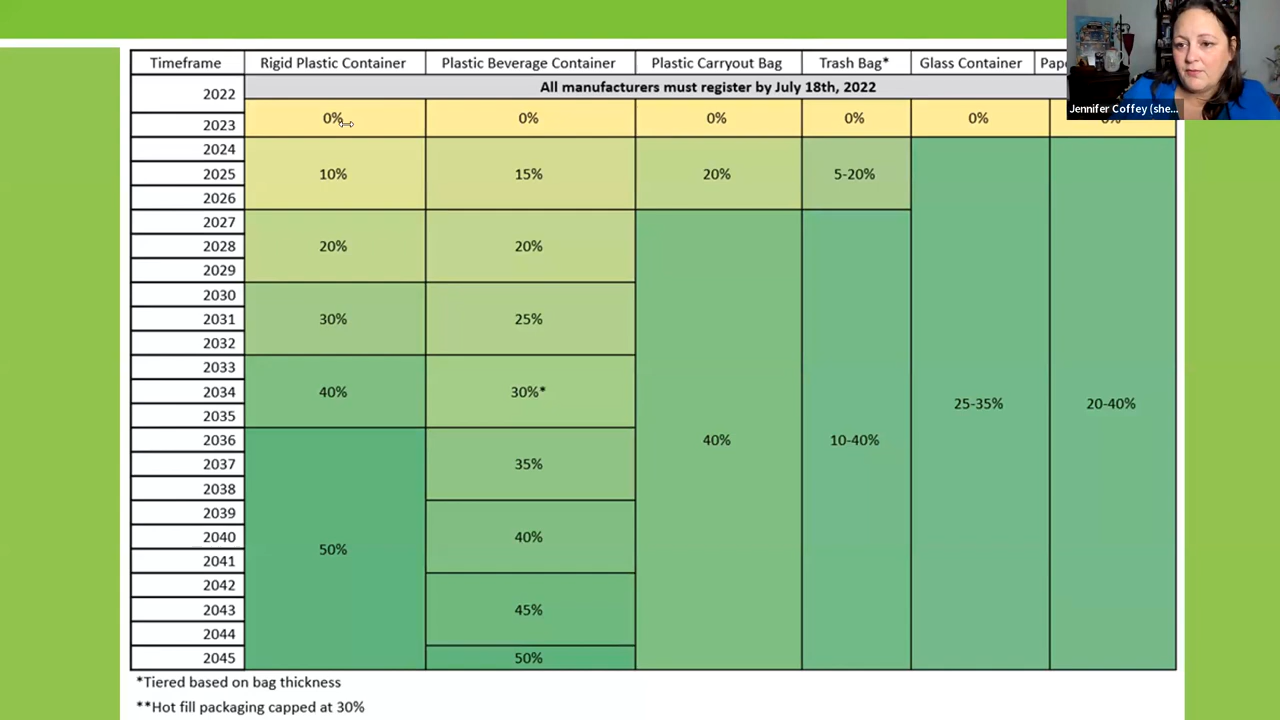 Timeframe Rigid Plastic Container Plastic Beverage Container Plastic Carryout Bag Trash Bag* Glass Container
2022 All manufacturers must register by July 18th, 2022
Jennifer Coffey (she...
2023 0% 0% 0% 0% 0% 0%
2024
2025 10% 15% 20% 5-20%
2026
2027
2028 20% 20%
2029
2030
2031 30% 25%
2032
2033
2034 40% 30%*
2035 25-35% 20-40%
2036 40% 10-40%
2037 35%
2038
2039
2040 40%
2041 50%
2042
2043 45%
2044
2045 50%
*Tiered based on bag thickness
**Hot fill packaging capped at 30%